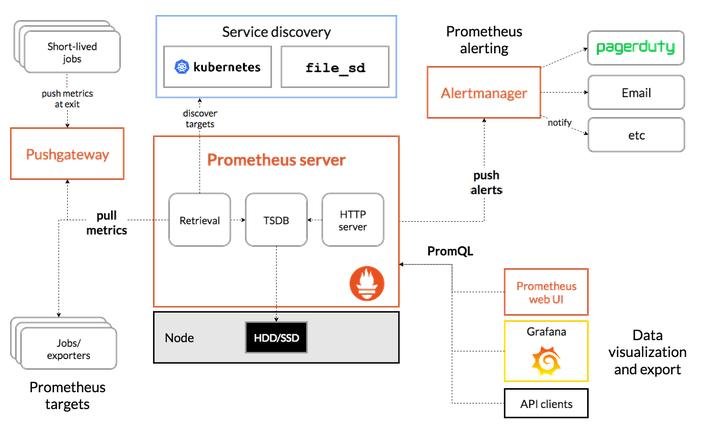 Short-lived
jobs
push metrics
at exit
Pushgateway
Service discovery
kubernetes
file_sd
discover
targets
Prometheus
alerting
Alertmanager
pagerduty
Email
notify
etc
Prometheus server
Retrieval
TSDB
HTTP
server
pull
metrics
push
alerts
PromQL
Node
HDD/SSD
Jobs/
exporters
Prometheus
targets
Prometheus
web UI
Grafana
API clients
Data
visualization
and export